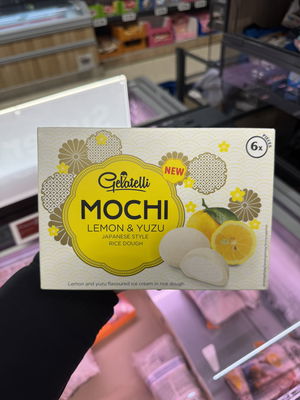 6x
PIECES
NEW
Gelatelli
MOCHI
LEMON & YUZU
JAPANESE STYLE
RICE DOUGH
Lemon and yuzu flavoured ice cream in rice dough.